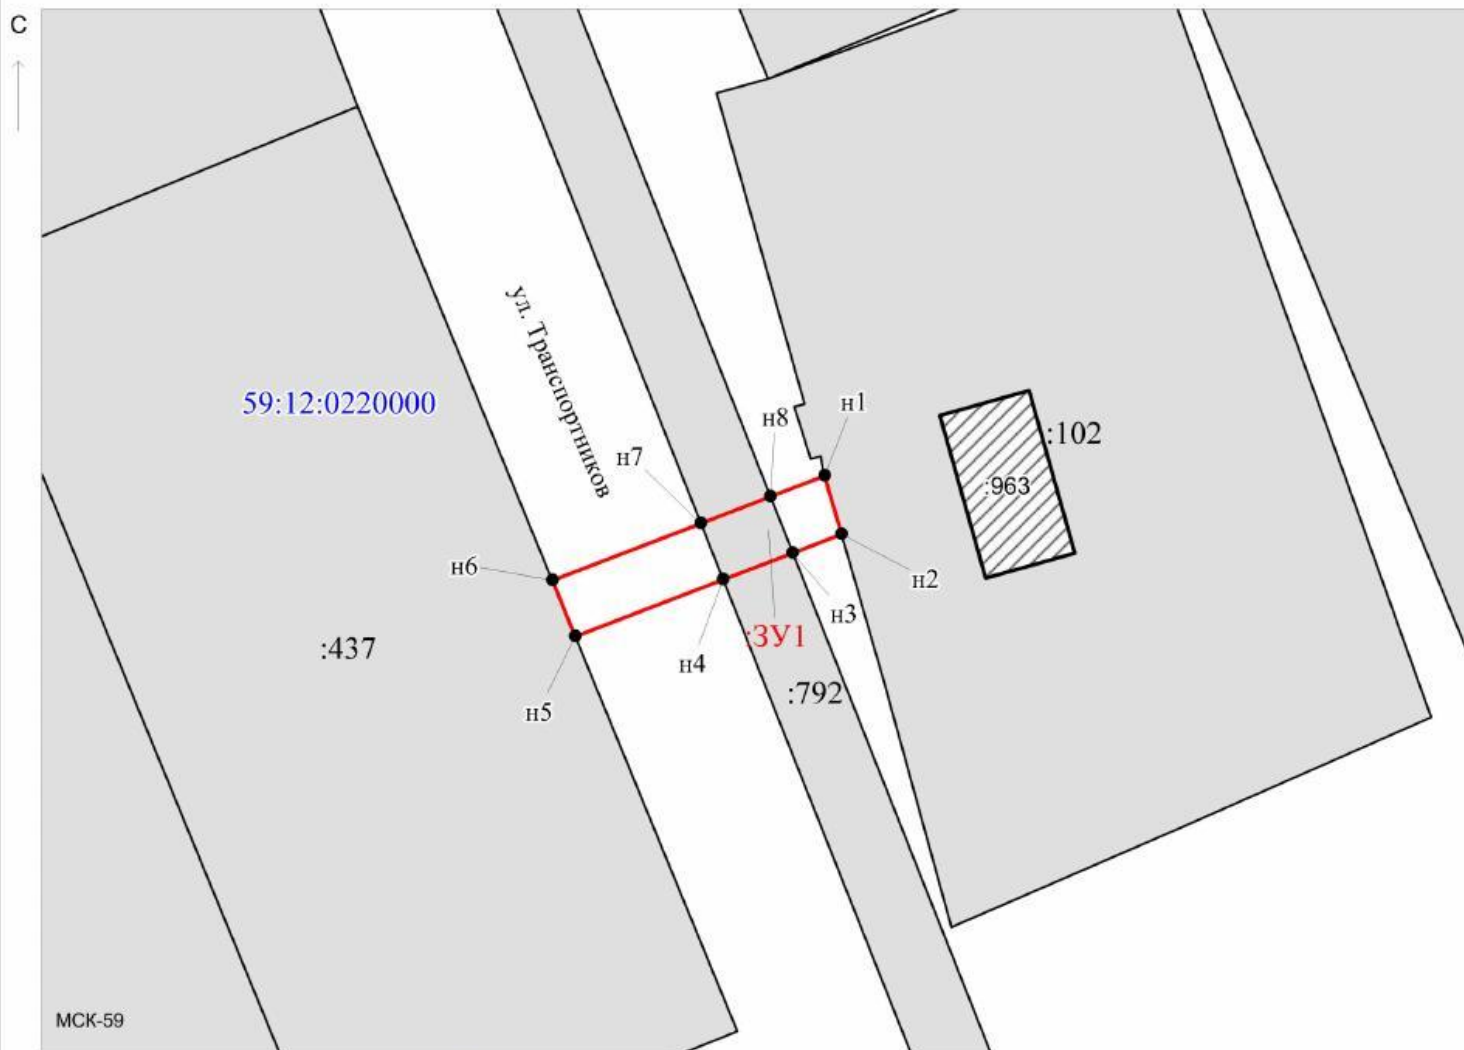 С
ул. Транспортников
59:12:0220000
н1
н8
:102
н7
:963
н6
н2
н3
:ЗУ1
:437
н4
:792
н5
МСК-59